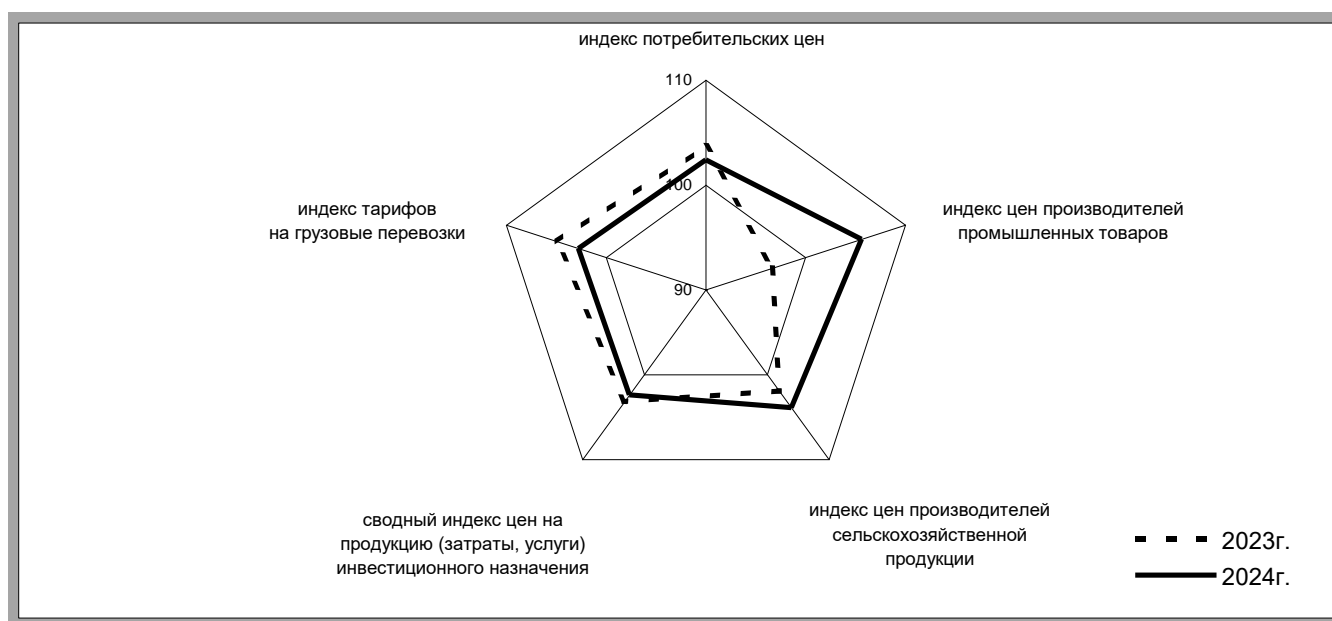 индекс потребительских цен
110
100
90
индекс тарифов
на грузовые перевозки
индекс цен производителей
промышленных товаров
сводный индекс цен на
продукцию (затраты, услуги)
инвестиционного назначения
индекс цен производителей
сельскохозяйственной
продукции
2023г.
2024г.